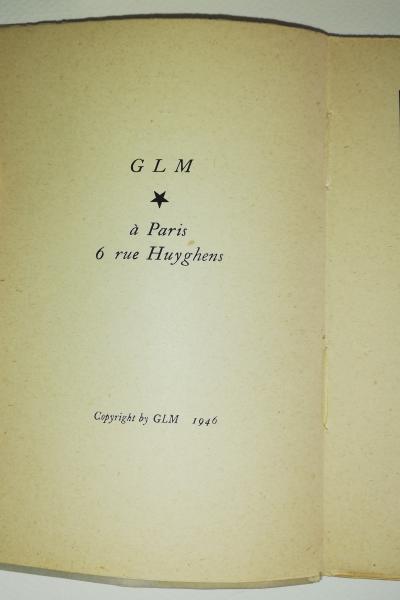 G L M
★
à Paris
6 rue Huyghens
Copyright by GLM 1946